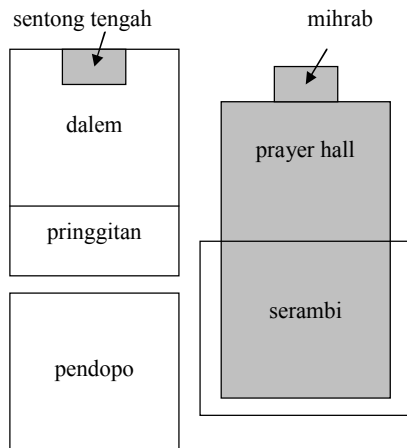 sentong tengah
dalem
pringgitan
pendopo
mihrab
prayer hall
serambi